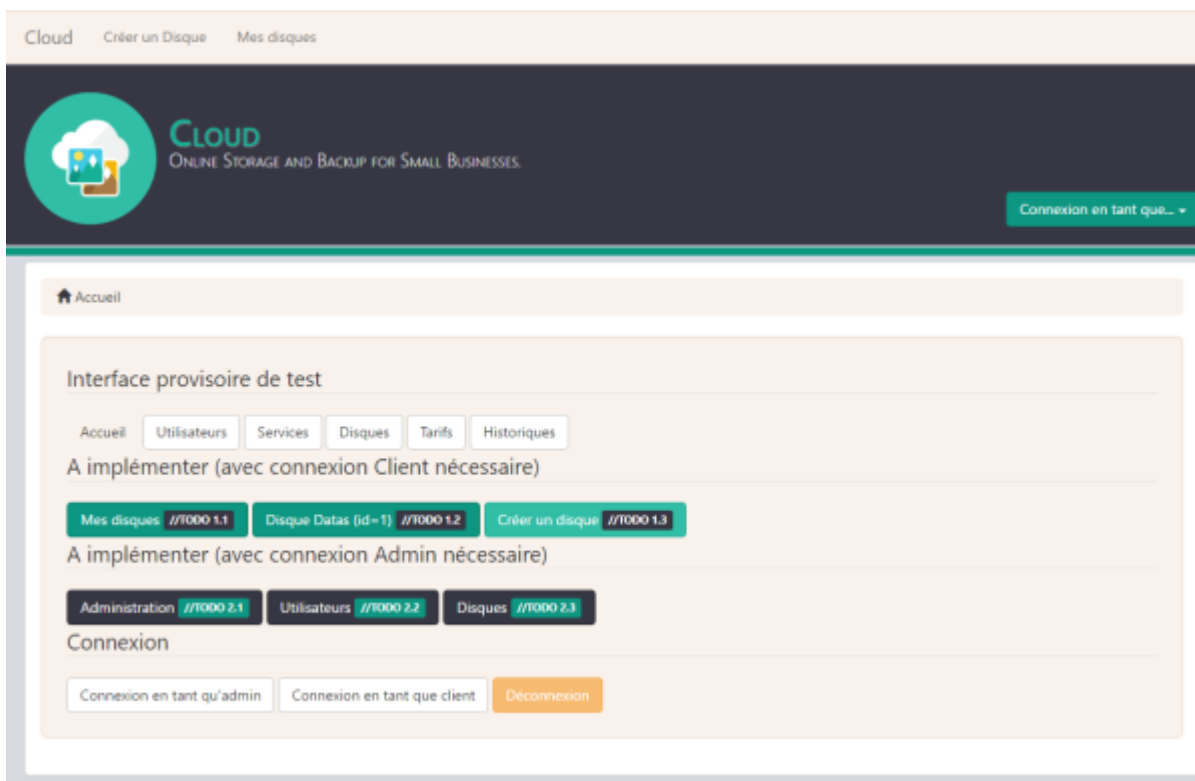 Cloud Créer un Disque Mes disques
CLOUD
ONLINE STORAGE AND BACKUP FOR SMALL BUSINESSES.
Connexion en tant que...
Accueil
Interface provisoire de test
Accueil Utilisateurs Services Disques Tarifs Historiques
A implémenter (avec connexion Client nécessaire)
Mes disques //TODO 1.1 Disque Datas (id=1) //TODO 1.2 Créer un disque //TODO 1.3
A implémenter (avec connexion Admin nécessaire)
Administration //TODO 2.1 Utilisateurs //TODO 2.2 Disques //TODO 2.3
Connexion
Connexion en tant qu'admin Connexion en tant que client Déconnexion